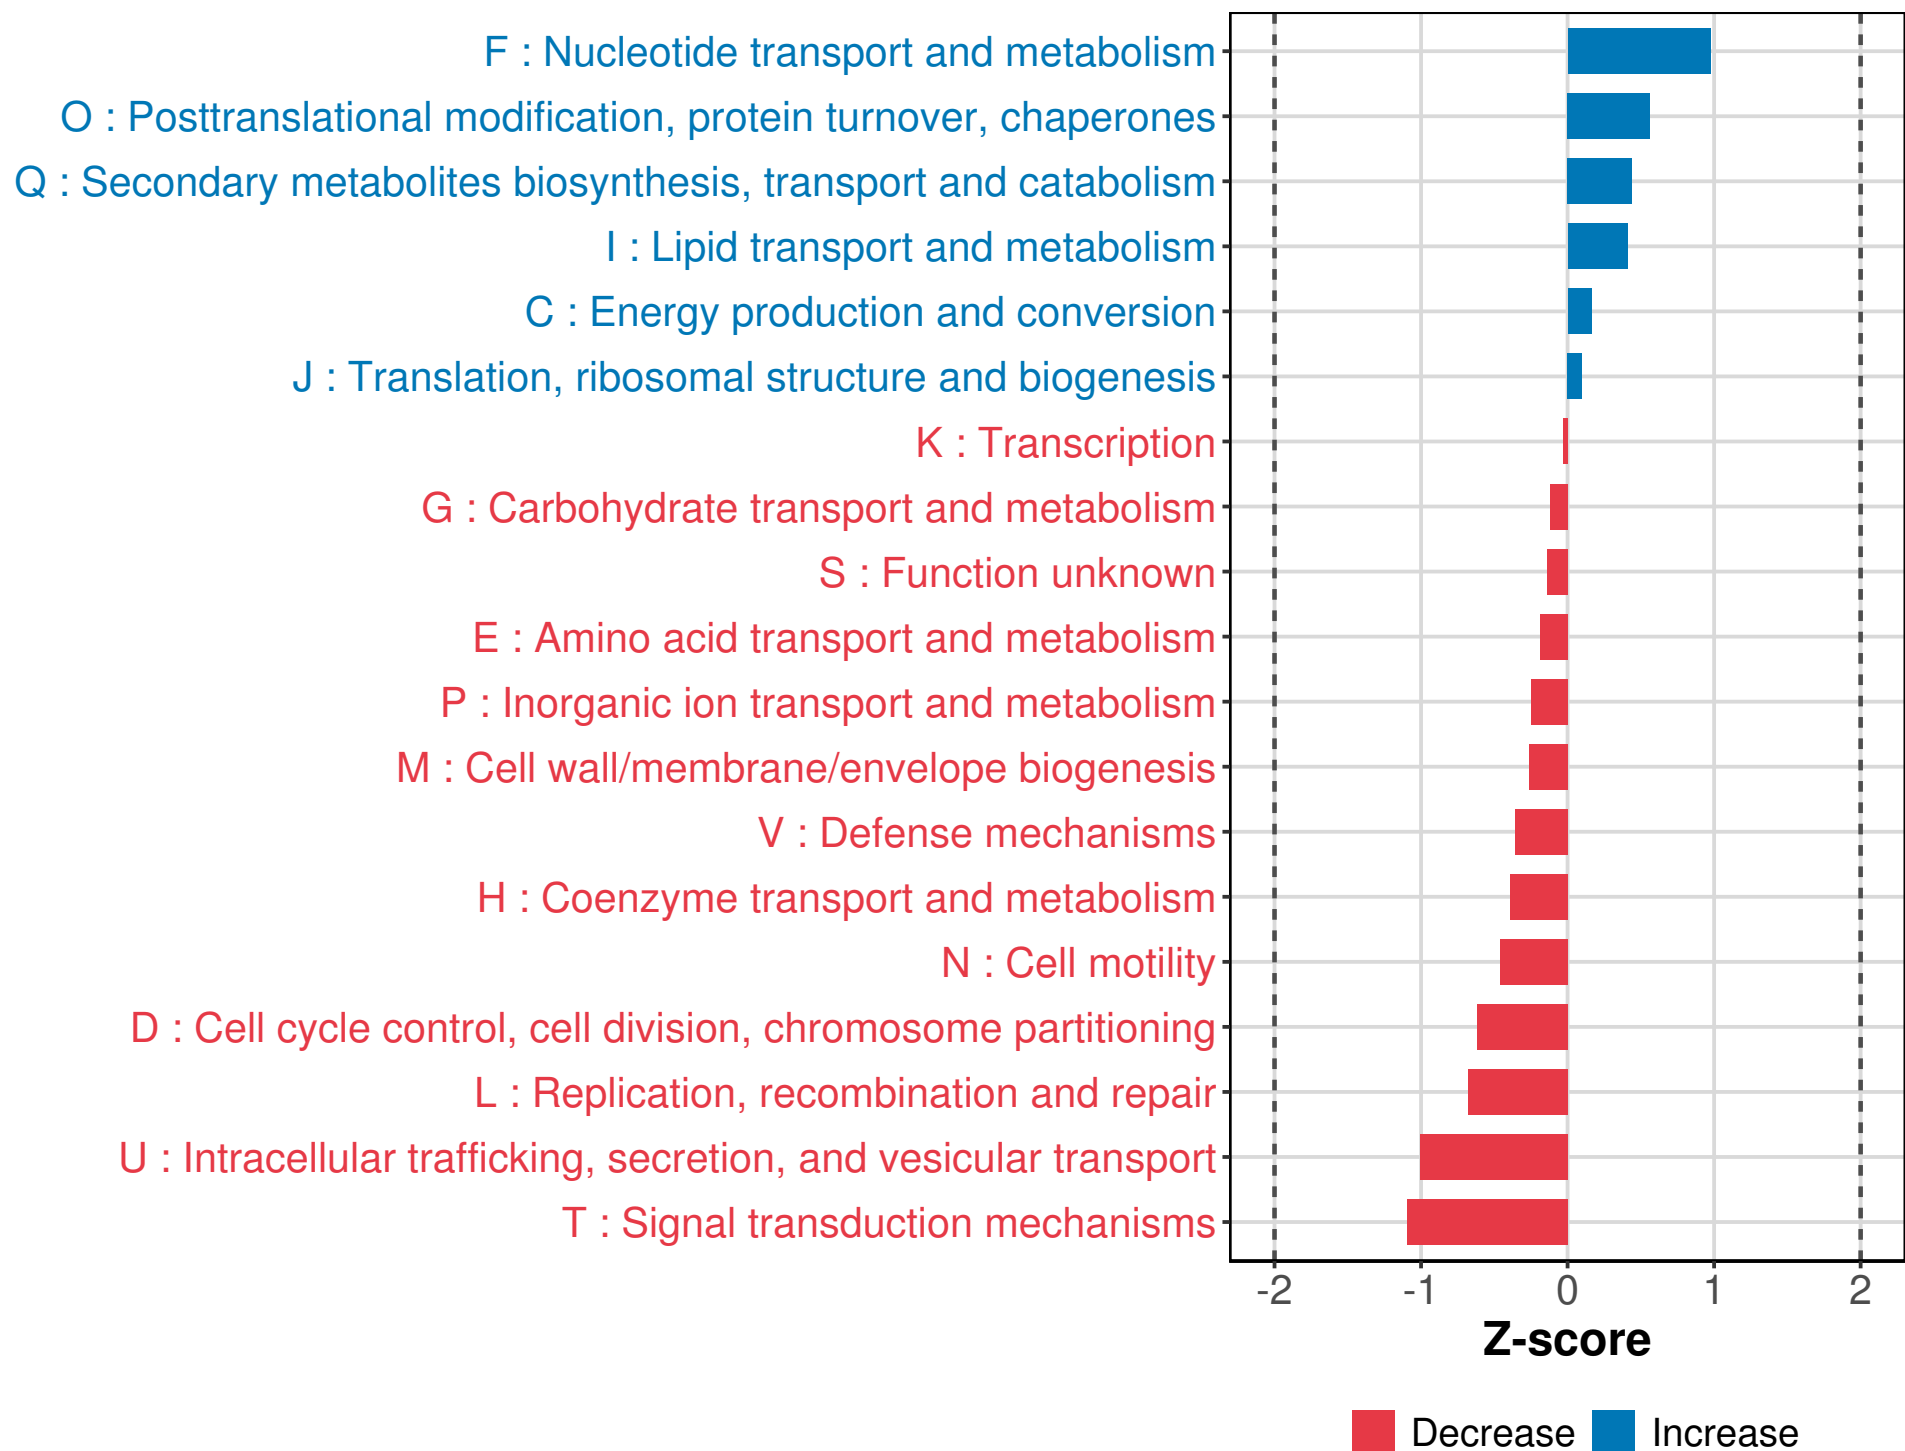 F : Nucleotide transport and metabolism
O : Posttranslational modification, protein turnover, chaperones
Q : Secondary metabolites biosynthesis, transport and catabolism
I : Lipid transport and metabolism
C : Energy production and conversion
J : Translation, ribosomal structure and biogenesis
K : Transcription
G : Carbohydrate transport and metabolism
S : Function unknown
E : Amino acid transport and metabolism
P : Inorganic ion transport and metabolism
M : Cell wall/membrane/envelope biogenesis
V : Defense mechanisms
H : Coenzyme transport and metabolism
N : Cell motility
D : Cell cycle control, cell division, chromosome partitioning
L : Replication, recombination and repair
U : Intracellular trafficking, secretion, and vesicular transport
T : Signal transduction mechanisms
-2 -1 0 1 2
Z-score
Decrease Increase